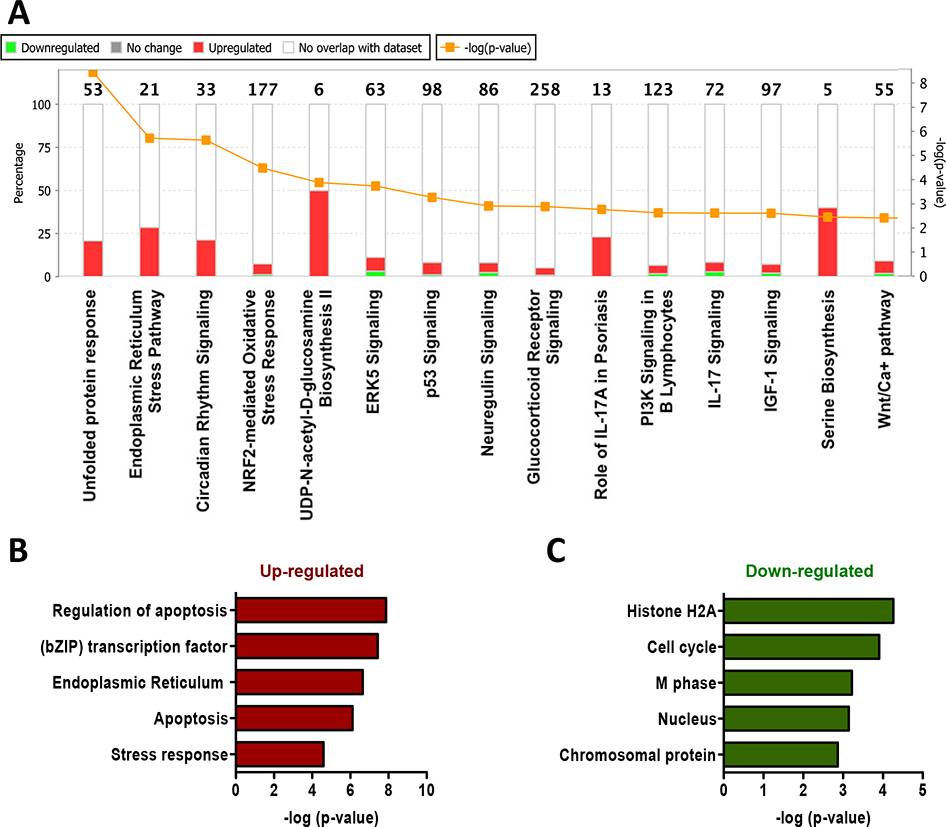 A
Downregulated No change Upregulated No overlap with dataset -log(p-value)
53 21 33 177 6 63 98 86 258 13 123 72 97 5 55
Percentage
100
75
50
25
0
8
7
6
5
4
3
2
1
0
-log(p-value)
Unfolded protein response
Endoplasmic Reticulum
Stress Pathway
Circadian Rhythm Signaling
NRF2-mediated Oxidative
Stress Response
UDP-N-acetyl-D-glucosamine
Biosynthesis II
ERK5 Signaling
p53 Signaling
Neuregulin Signaling
Glucocorticoid Receptor
Signaling
Role of IL-17A in Psoriasis
PI3K Signaling in
B Lymphocytes
IL-17 Signaling
IGF-1 Signaling
Serine Biosynthesis
Wnt/Ca+ pathway
B
Up-regulated
Regulation of apoptosis
(bZIP) transcription factor
Endoplasmic Reticulum
Apoptosis
Stress response
0 2 4 6 8 10
-log (p-value)
C
Down-regulated
Histone H2A
Cell cycle
M phase
Nucleus
Chromosomal protein
0 1 2 3 4 5
-log (p-value)